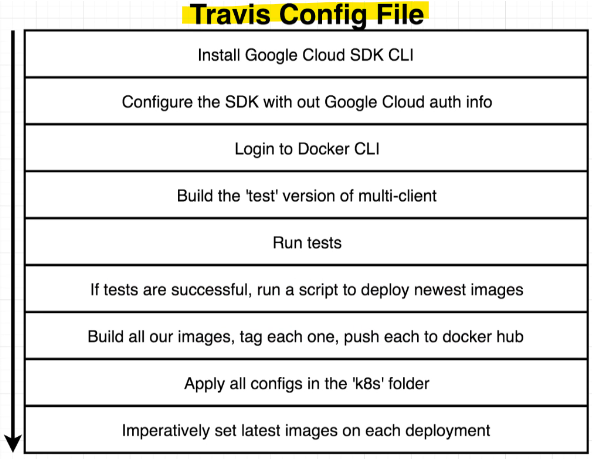 Travis Config File
Install Google Cloud SDK CLI
Configure the SDK with out Google Cloud auth info
Login to Docker CLI
Build the 'test' version of multi-client
Run tests
If tests are successful, run a script to deploy newest images
Build all our images, tag each one, push each to docker hub
Apply all configs in the 'k8s' folder
Imperatively set latest images on each deployment